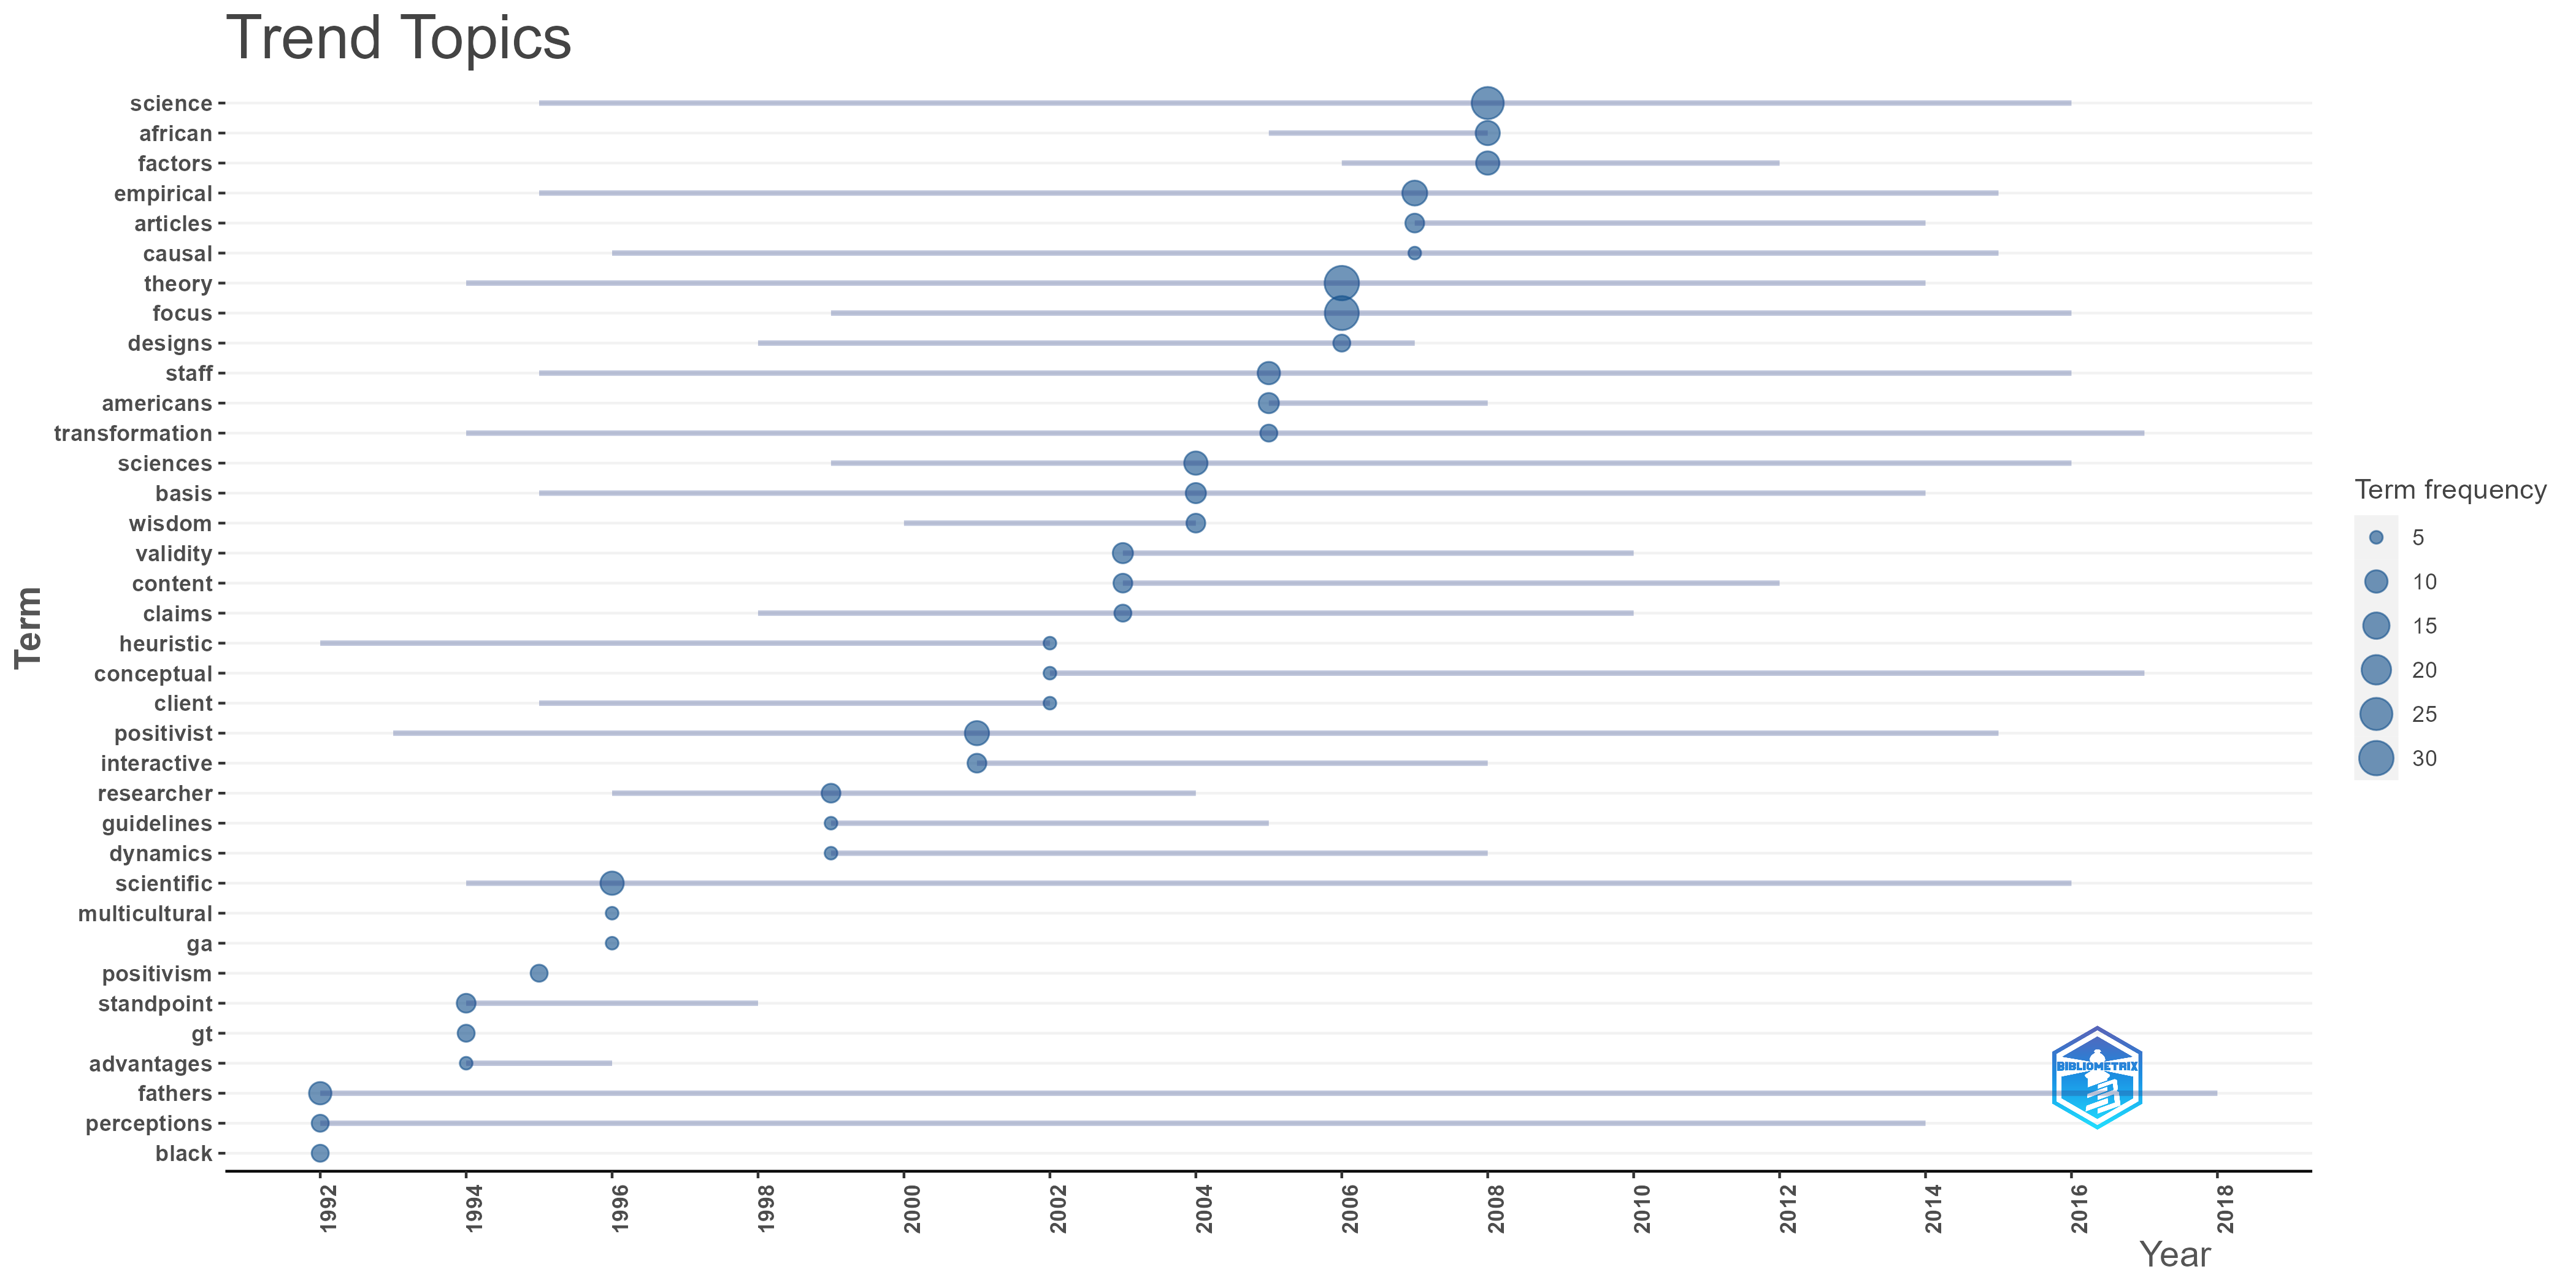 Trend Topics
science
african
factors
empirical
articles
causal
theory
focus
designs
staff
americans
transformation
sciences
basis
wisdom
validity
content
claims
heuristic
conceptual
client
positivist
interactive
researcher
guidelines
dynamics
scientific
multicultural
ga
positivism
standpoint
gt
advantages
fathers
perceptions
black
Term
1992
1994
1996
1998
2000
2002
2004
2006
2008
2010
2012
2014
2016
2018
Year
Term frequency
5
10
15
20
25
30
BIBLIOMETRIX